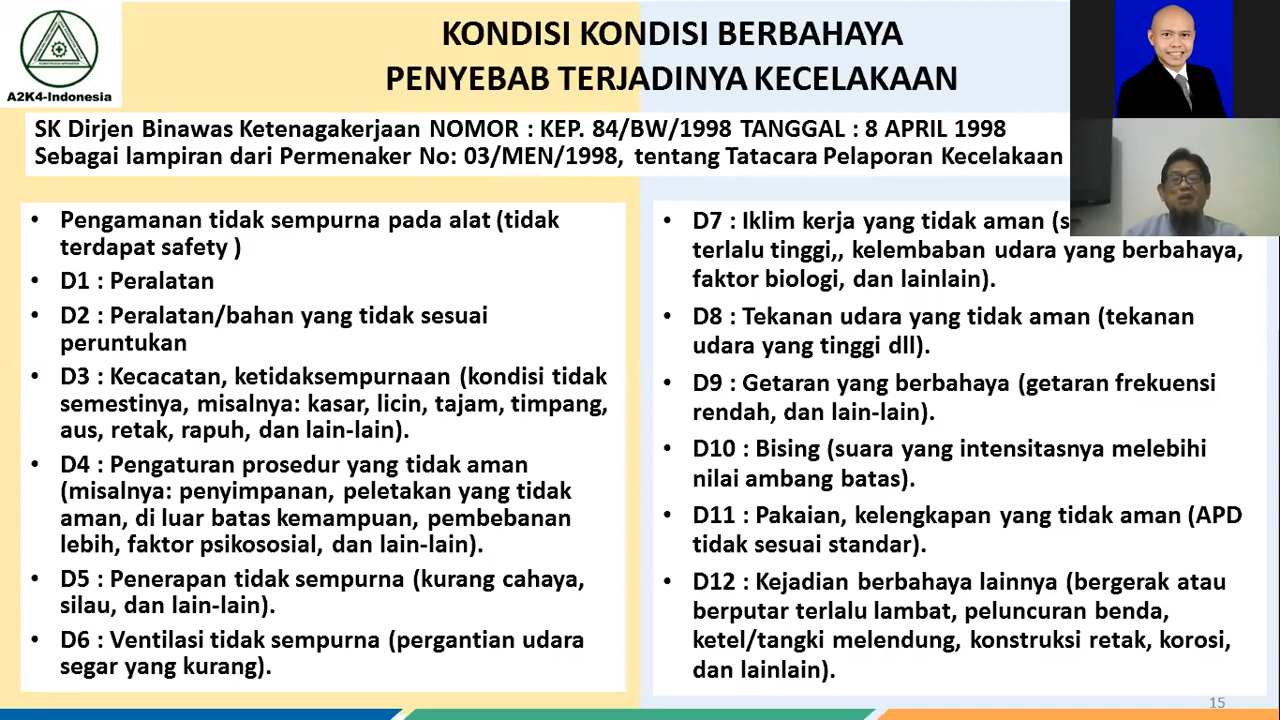 KONDISI KONDISI BERBAHAYA
PENYEBAB TERJADINYA KECELAKAAN
A2K4-Indonesia
SK Dirjen Binawas Ketenagakerjaan NOMOR : KEP. 84/BW/1998 TANGGAL : 8 APRIL 1998
Sebagai lampiran dari Permenaker No: 03/MEN/1998, tentang Tatacara Pelaporan Kecelakaan
• Pengamanan tidak sempurna pada alat (tidak
terdapat safety )
• D1 : Peralatan
• D2 : Peralatan/bahan yang tidak sesuai
peruntukan
• D3 : Kecacatan, ketidaksempurnaan (kondisi tidak
semestinya, misalnya: kasar, licin, tajam, timpang,
aus, retak, rapuh, dan lain-lain).
• D4 : Pengaturan prosedur yang tidak aman
(misalnya: penyimpanan, peletakan yang tidak
aman, di luar batas kemampuan, pembebanan
lebih, faktor psikososial, dan lain-lain).
• D5 : Penerapan tidak sempurna (kurang cahaya,
silau, dan lain-lain).
• D6 : Ventilasi tidak sempurna (pergantian udara
segar yang kurang).
• D7 : Iklim kerja yang tidak aman (s
terlalu tinggi,, kelembaban udara yang berbahaya,
faktor biologi, dan lainlain).
• D8 : Tekanan udara yang tidak aman (tekanan
udara yang tinggi dll).
• D9 : Getaran yang berbahaya (getaran frekuensi
rendah, dan lain-lain).
• D10 : Bising (suara yang intensitasnya melebihi
nilai ambang batas).
• D11 : Pakaian, kelengkapan yang tidak aman (APD
tidak sesuai standar).
• D12 : Kejadian berbahaya lainnya (bergerak atau
berputar terlalu lambat, peluncuran benda,
ketel/tangki melendung, konstruksi retak, korosi,
dan lainlain).
15